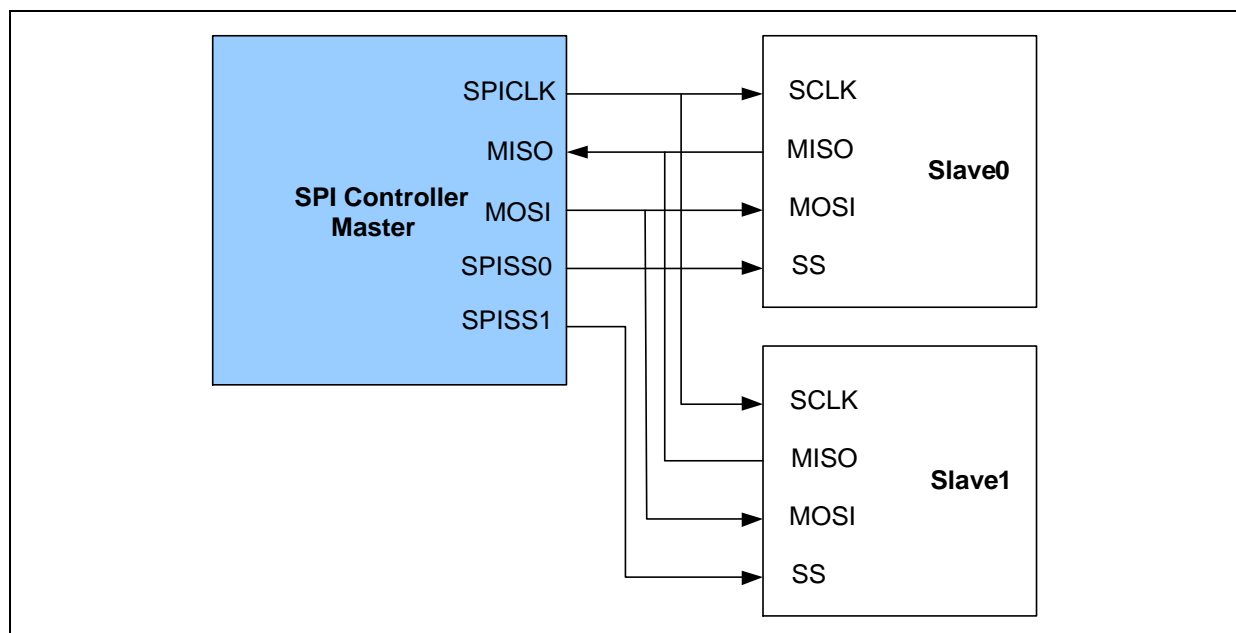 SPICLK
MISO
SPI Controller
Master
MOSI
SPISS0
SPISS1
SCLK
MISO
Slave0
MOSI
SS
SCLK
MISO
Slave1
MOSI
SS